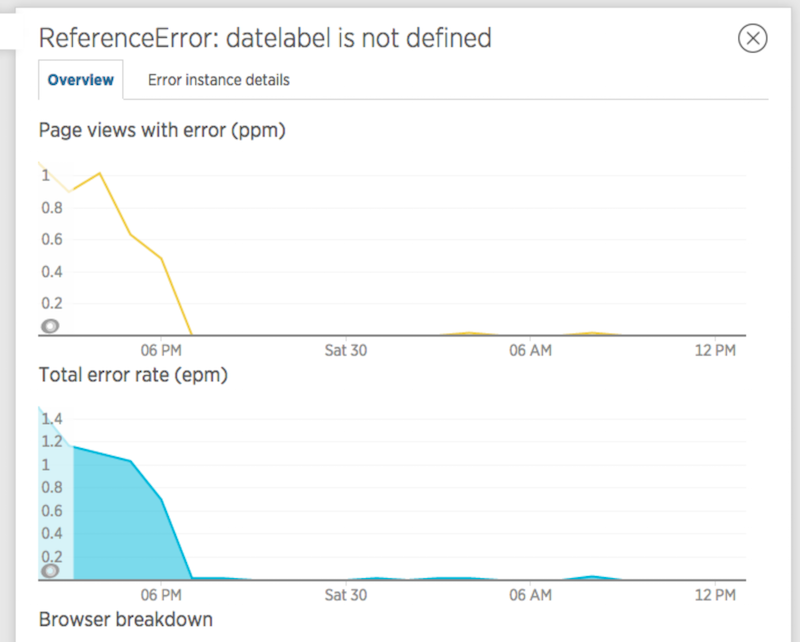 ReferenceError: datelabel is not defined
Overview Error instance details
Page views with error (ppm)
1
0.8
0.6
0.4
0.2
06 PM Sat 30 06 AM 12 PM
Total error rate (epm)
1.4
1.2
1
0.8
0.6
0.4
0.2
06 PM Sat 30 06 AM 12 PM
Browser breakdown